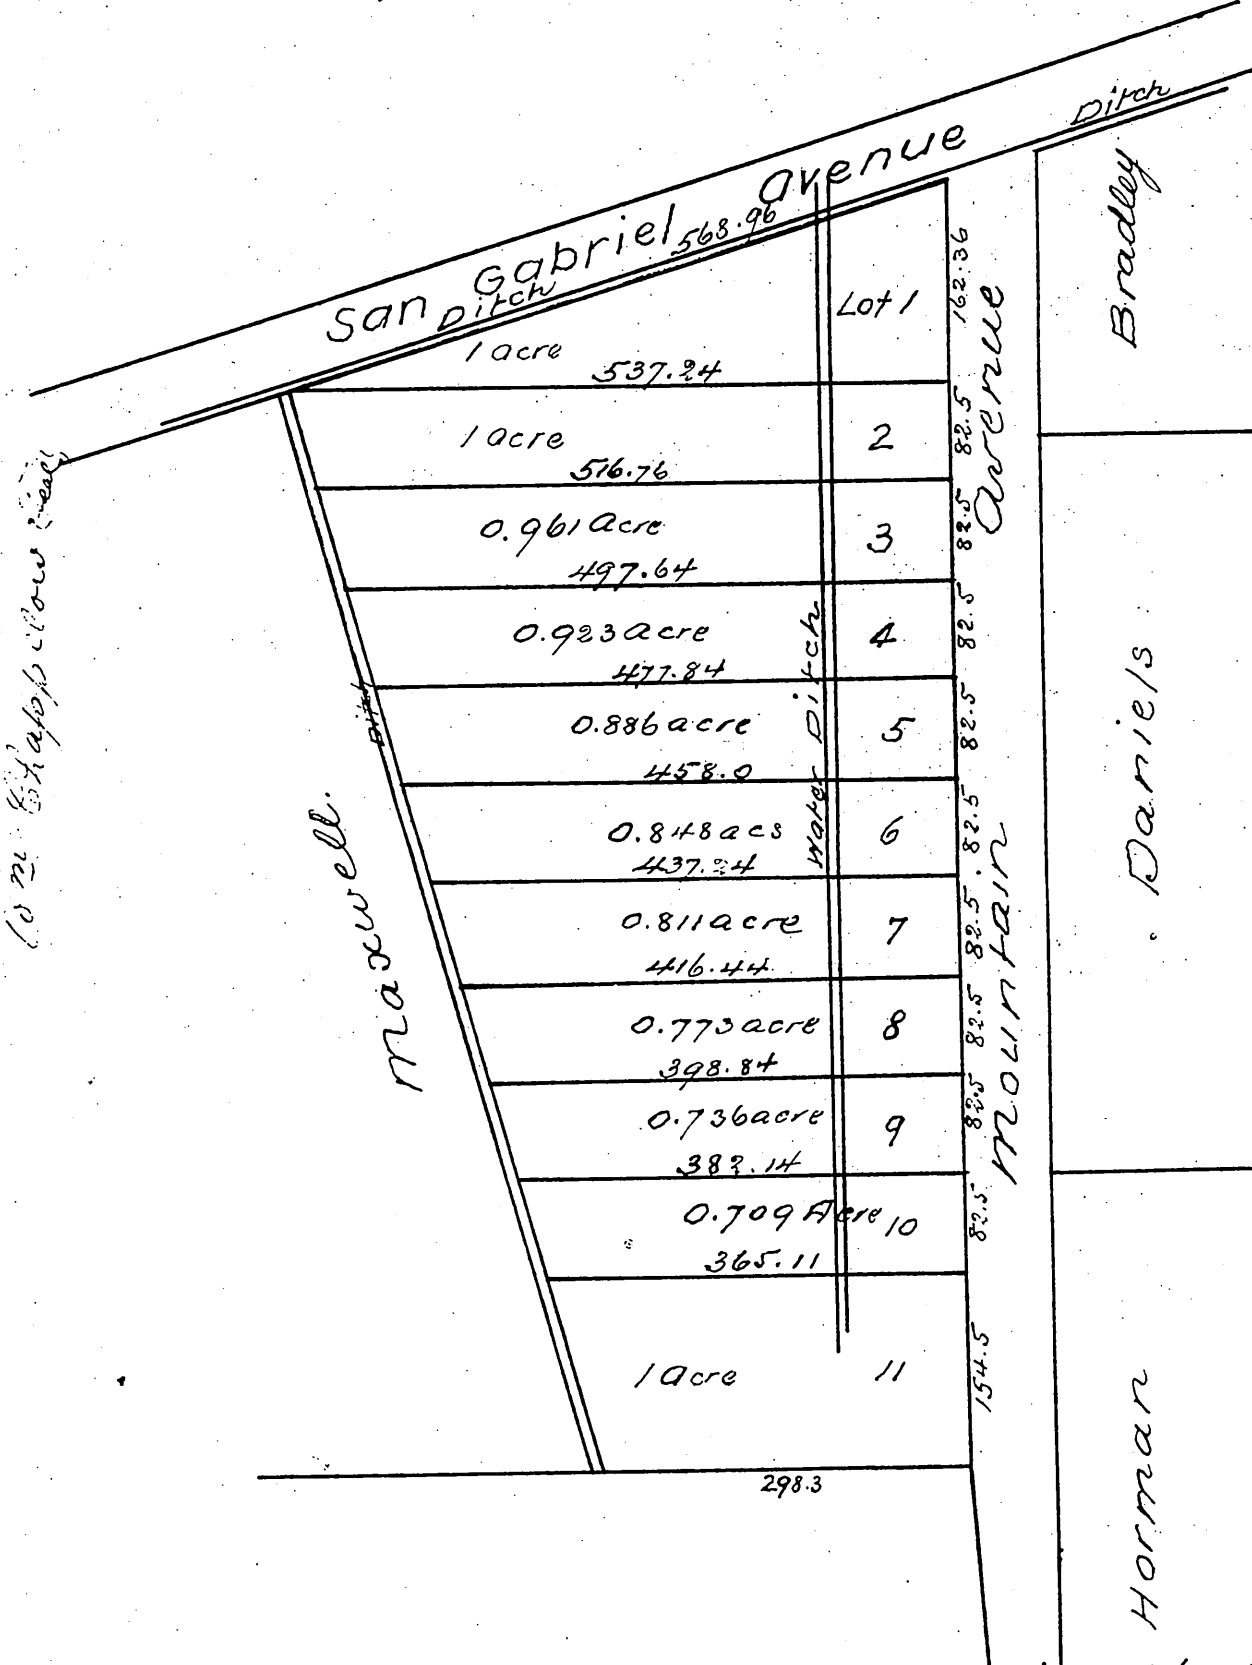 San Gabriel avenue
Ditch
568.96
Ditch
Lot 1
1 acre
537.24
162.36
1 acre
2
516.76
82.5
0.961 acre
3
497.64
82.5
0.923 acre
4
477.84
82.5
0.886 acre
5
458.0
82.5
0.848 acs
6
437.24
82.5
0.811 acre
7
416.44
82.5
0.773 acre
8
398.84
82.5
0.736 acre
9
382.14
82.5
0.709 Acre
10
365.11
82.5
1 Acre
11
154.5
298.3
Water Ditch
Ditch
Maxwell.
Mountain Avenue
Bradley
Daniels
Horman